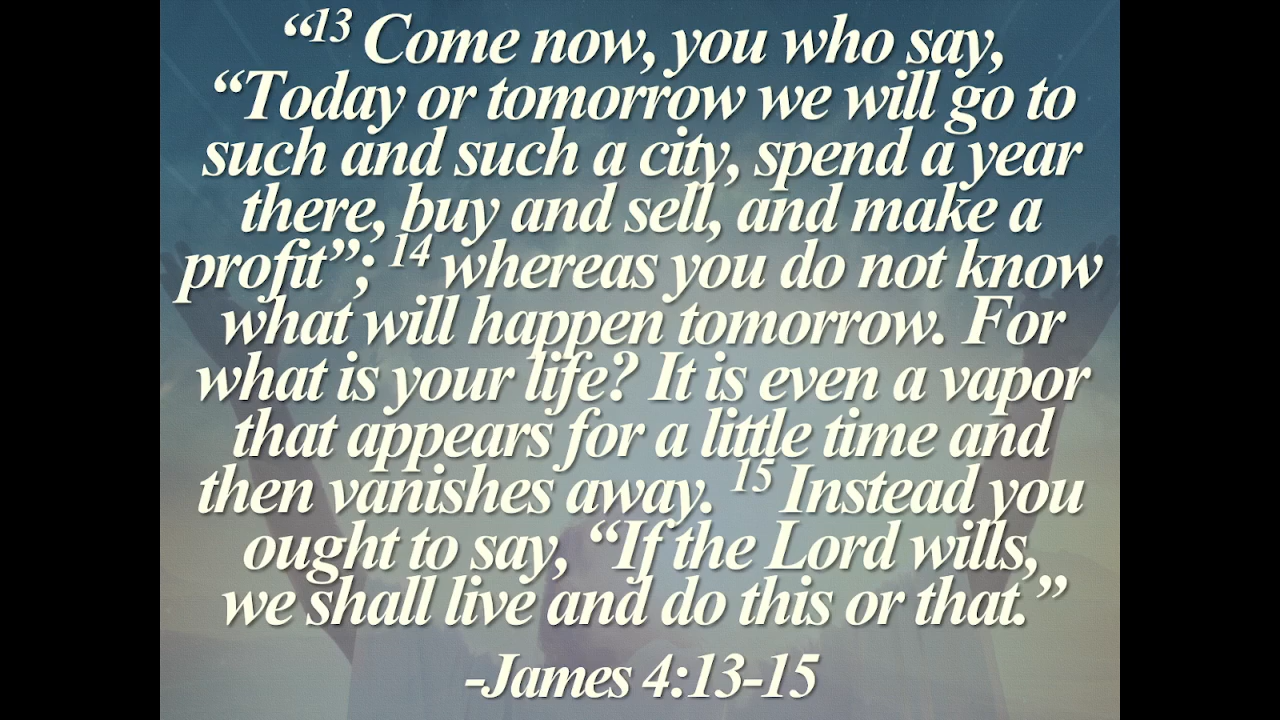 “13 Come now, you who say,
“Today or tomorrow we will go to
such and such a city, spend a year
there, buy and sell, and make a
profit”; 14 whereas you do not know
what will happen tomorrow. For
what is your life? It is even a vapor
that appears for a little time and
then vanishes away. 15 Instead you
ought to say, “If the Lord wills,
we shall live and do this or that.”
-James 4:13-15